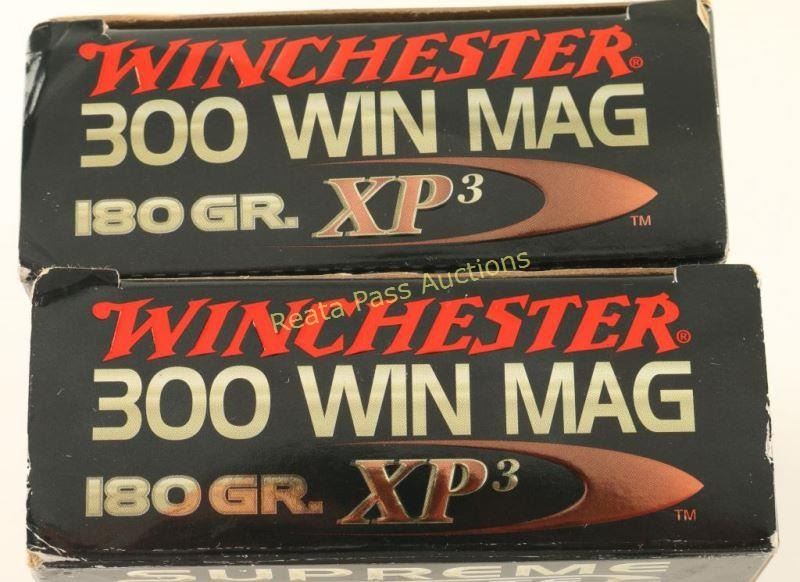 WINCHESTER®
300 WIN MAG
180 GR. XP³ ™
Reata Pass Auctions
WINCHESTER®
300 WIN MAG
180 GR. XP³ ™
SUPREME